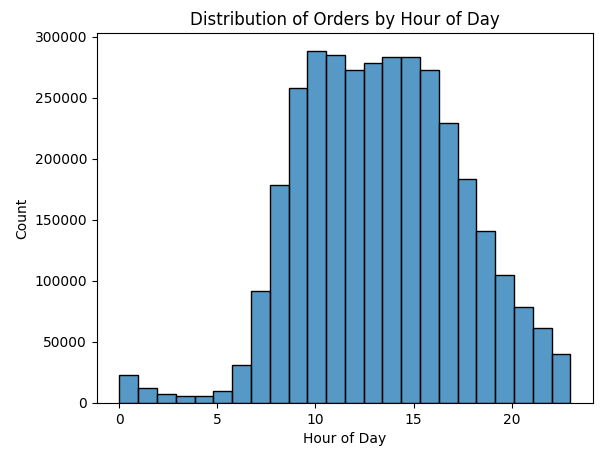 Distribution of Orders by Hour of Day
300000
250000
200000
150000
100000
50000
0
Count
0 5 10 15 20
Hour of Day